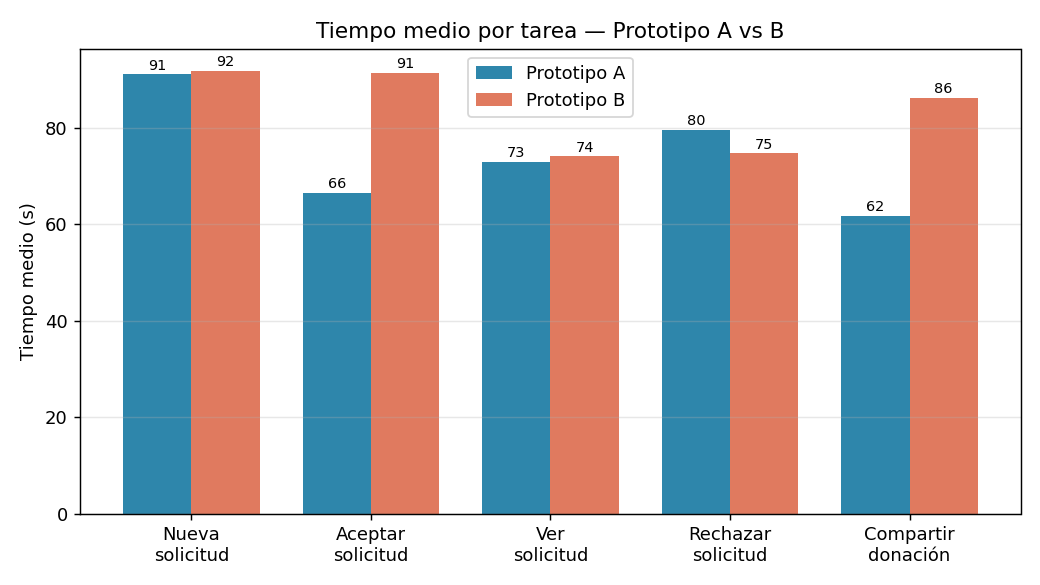 Tiempo medio por tarea — Prototipo A vs B
Prototipo A
Prototipo B
Tiempo medio (s)
80
60
40
20
0
91
92
66
91
73
74
80
75
62
86
Nueva
solicitud
Aceptar
solicitud
Ver
solicitud
Rechazar
solicitud
Compartir
donación